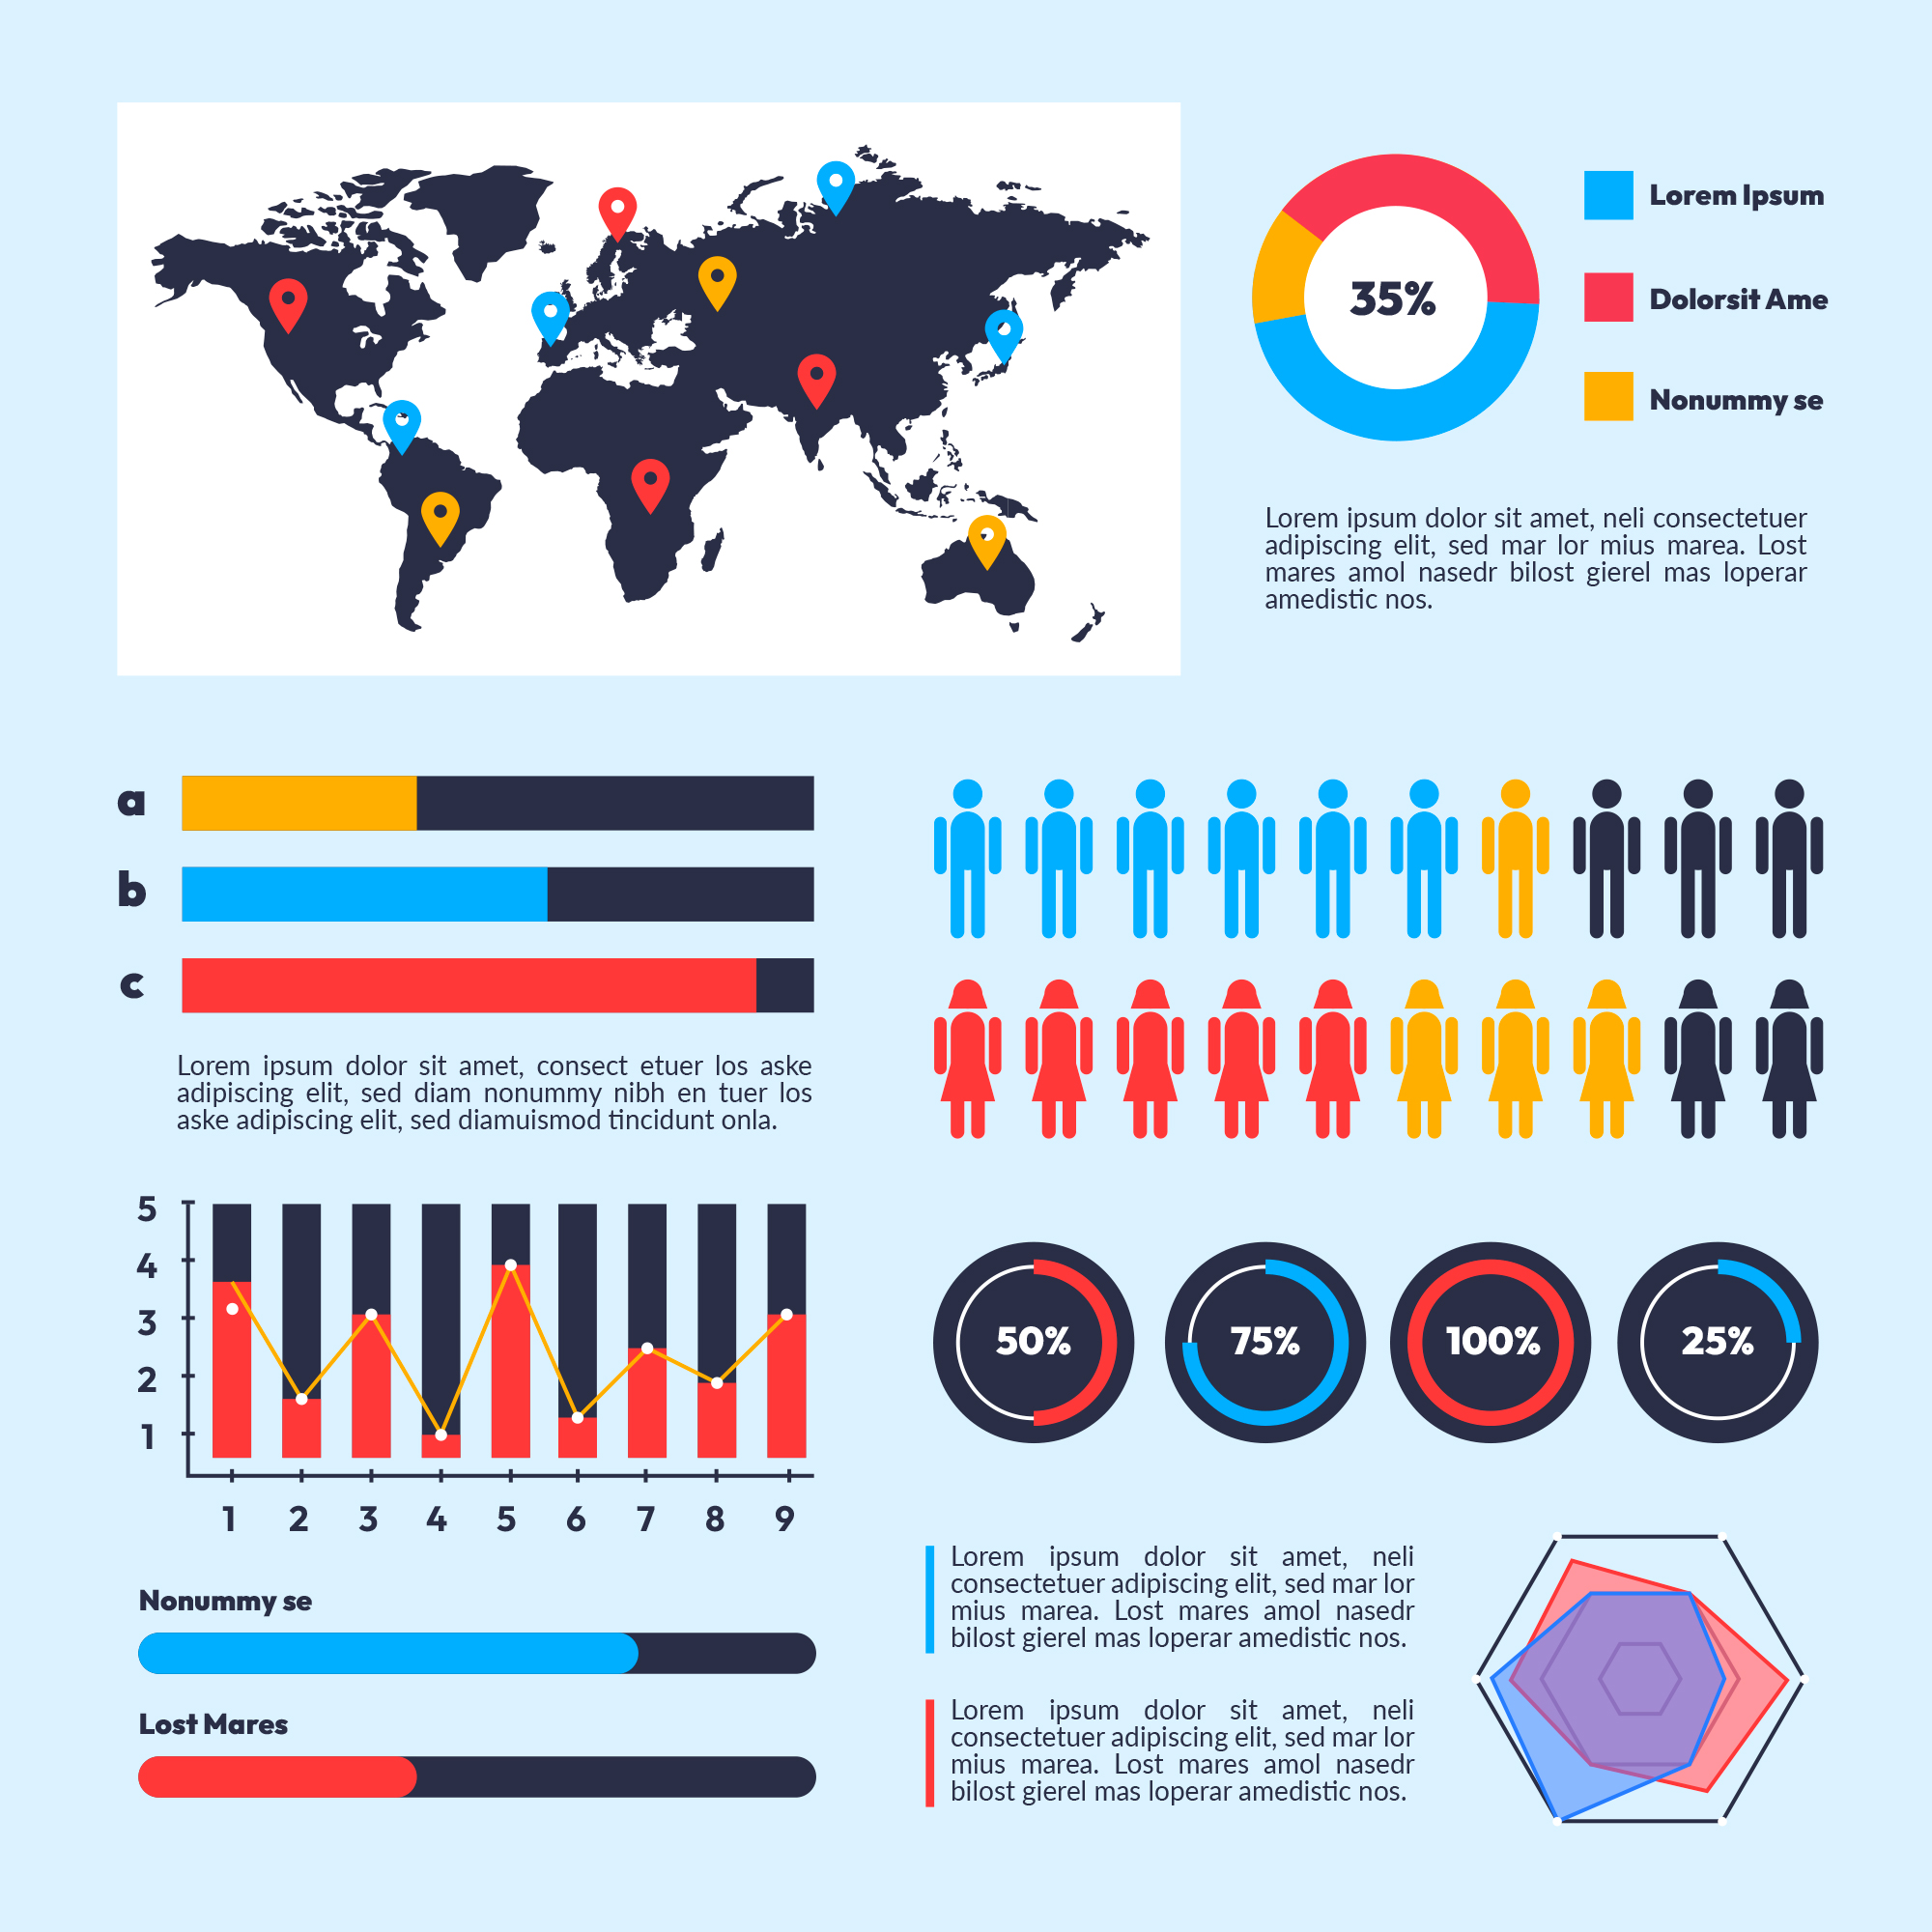 35%
Lorem Ipsum
Dolorsit Ame
Nonummy se
Lorem ipsum dolor sit amet, neli consectetuer
adipiscing elit, sed mar lor mius marea. Lost
mares amol nasedr bilost gierel mas loperar
amedistic nos.
a
b
c
Lorem ipsum dolor sit amet, consect etuer los aske
adipiscing elit, sed diam nonummy nibh en tuer los
aske adipiscing elit, sed diamuismod tincidunt onla.
5
4
3
2
1
1 2 3 4 5 6 7 8 9
50% 75% 100% 25%
Nonummy se
Lost Mares
Lorem ipsum dolor sit amet, neli
consectetuer adipiscing elit, sed mar lor
mius marea. Lost mares amol nasedr
bilost gierel mas loperar amedistic nos.
Lorem ipsum dolor sit amet, neli
consectetuer adipiscing elit, sed mar lor
mius marea. Lost mares amol nasedr
bilost gierel mas loperar amedistic nos.